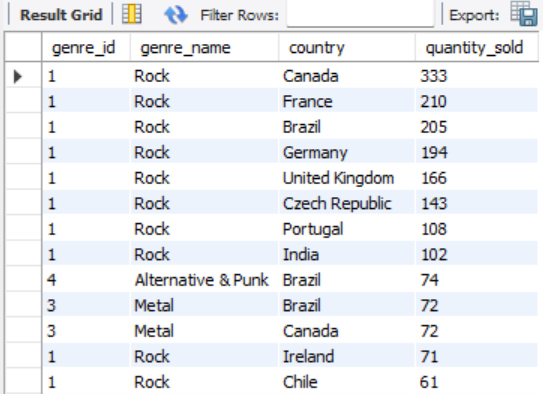 Result Grid Filter Rows: Export:
genre_id genre_name country quantity_sold
1 Rock Canada 333
1 Rock France 210
1 Rock Brazil 205
1 Rock Germany 194
1 Rock United Kingdom 166
1 Rock Czech Republic 143
1 Rock Portugal 108
1 Rock India 102
4 Alternative & Punk Brazil 74
3 Metal Brazil 72
3 Metal Canada 72
1 Rock Ireland 71
1 Rock Chile 61